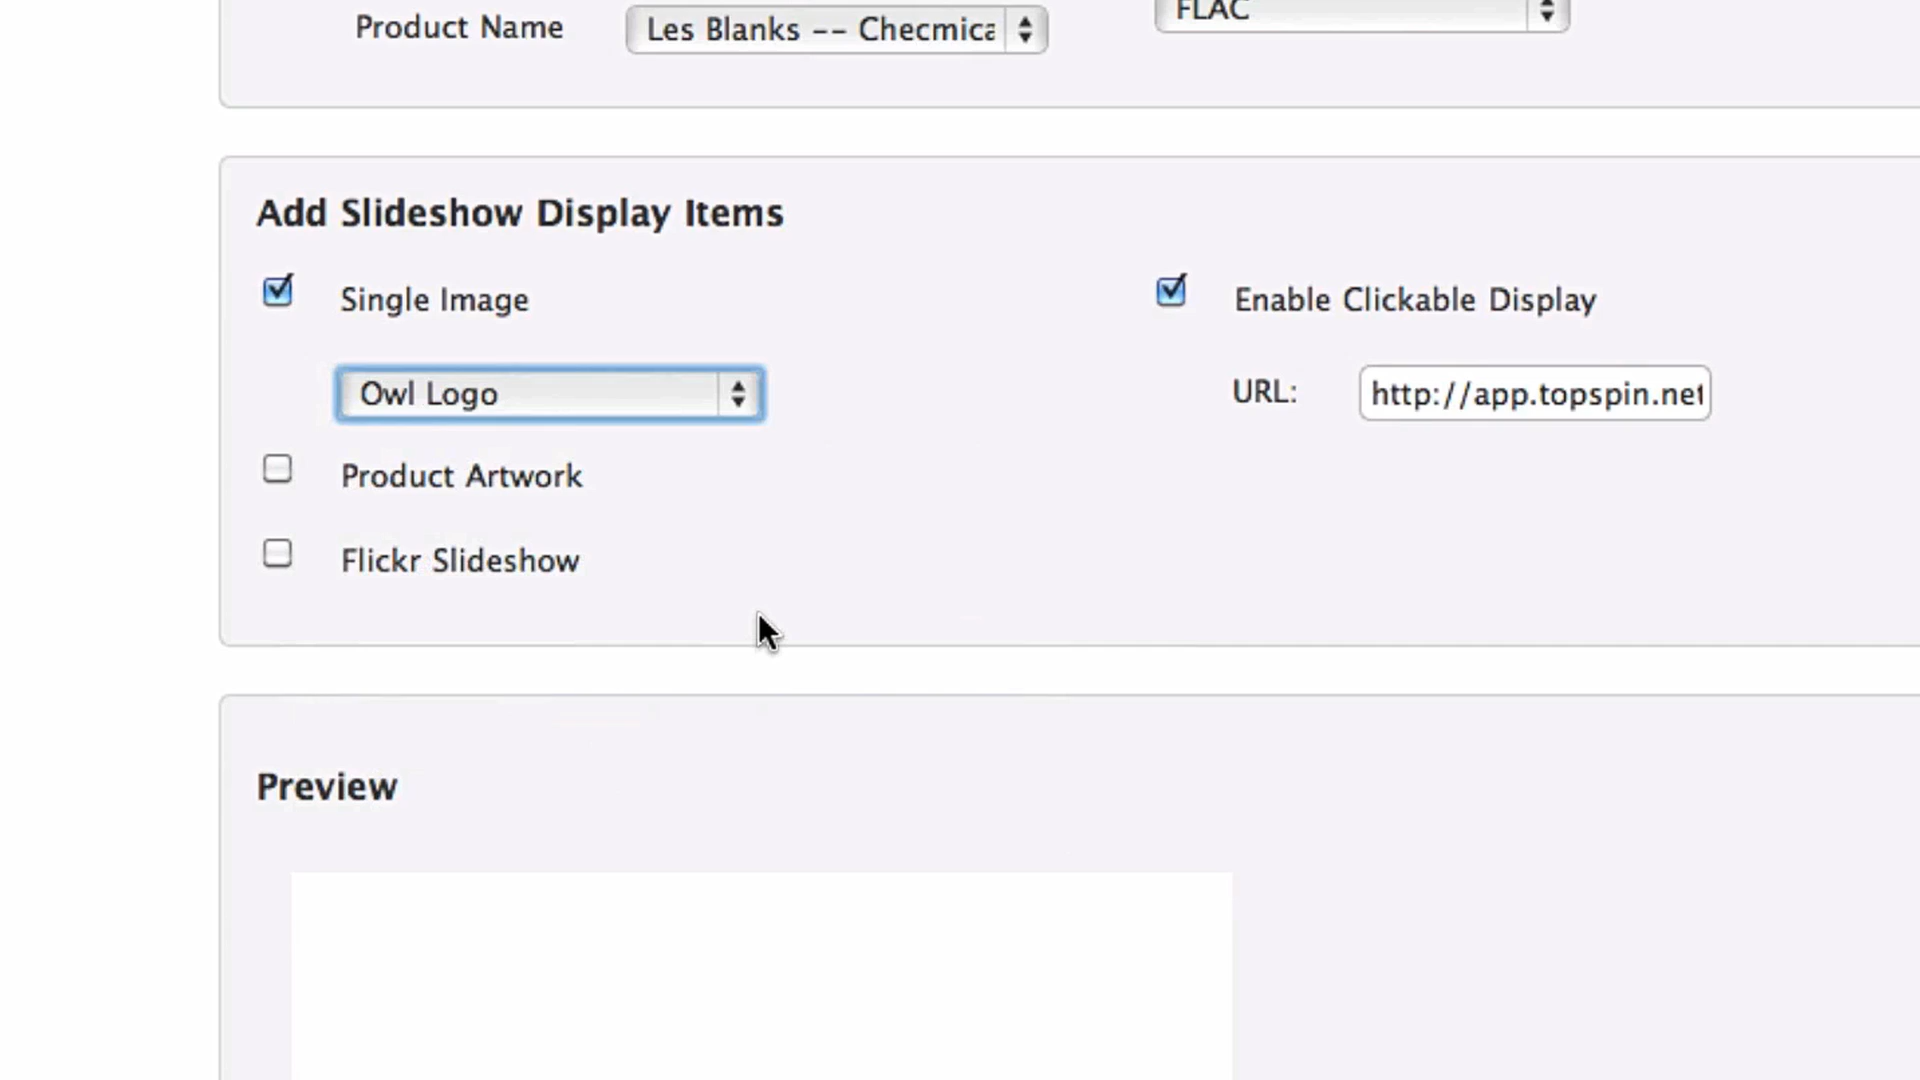 Product Name
Les Blanks -- Checmica
FLAC
Add Slideshow Display Items
Single Image
Enable Clickable Display
Owl Logo
URL:
http://app.topspin.net
Product Artwork
Flickr Slideshow
Preview